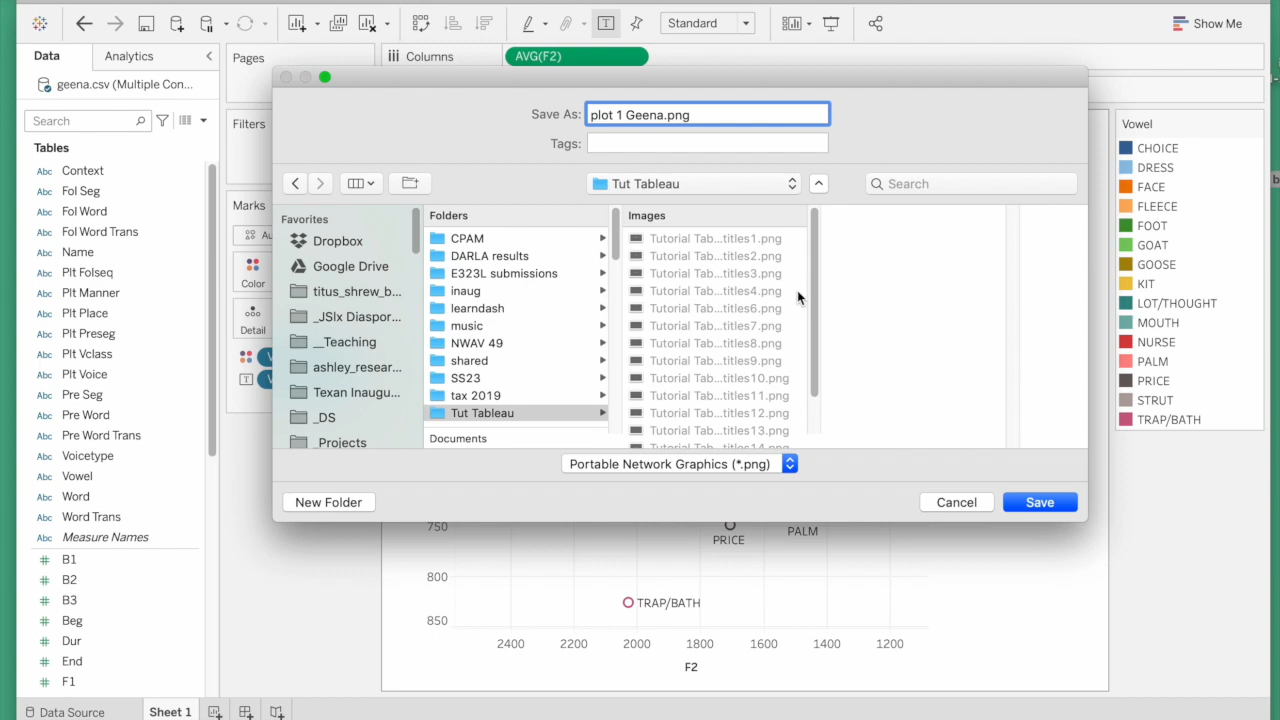 Standard
Show Me
Data
Analytics
Pages
Columns
AVG(F2)
geena.csv (Multiple Con...
Search
Filters
Tables
Abc Context
Abc Fol Seg
Abc Fol Word
Abc Fol Word Trans
Abc Name
Abc Plt Folseq
Abc Plt Manner
Abc Plt Place
Abc Plt Preseg
Abc Plt Vclass
Abc Plt Voice
Abc Pre Seg
Abc Pre Word
Abc Pre Word Trans
Abc Voicetype
Abc Vowel
Abc Word
Abc Word Trans
Abc Measure Names
B1
B2
B3
Beg
Dur
End
F1
Marks
Au
Color
Detail
Save As: plot 1 Geena.png
Tags:
Tut Tableau
Search
Favorites
Dropbox
Google Drive
titus_shrew_b...
_JSlx Diaspor...
__Teaching
ashley_resear...
Texan Inaugu...
_DS
_Projects
Folders
CPAM
DARLA results
E323L submissions
inaug
learndash
music
NWAV 49
shared
SS23
tax 2019
Tut Tableau
Documents
Images
Tutorial Tab...titles1.png
Tutorial Tab...titles2.png
Tutorial Tab...titles3.png
Tutorial Tab...titles4.png
Tutorial Tab...titles6.png
Tutorial Tab...titles7.png
Tutorial Tab...titles8.png
Tutorial Tab...titles9.png
Tutorial Tab...titles10.png
Tutorial Tab...titles11.png
Tutorial Tab...titles12.png
Tutorial Tab...titles13.png
Tutorial Tab...titles14.png
Portable Network Graphics (*.png)
New Folder
Cancel
Save
Vowel
CHOICE
DRESS
FACE
FLEECE
FOOT
GOAT
GOOSE
KIT
LOT/THOUGHT
MOUTH
NURSE
PALM
PRICE
STRUT
TRAP/BATH
750
PRICE
PALM
800
TRAP/BATH
850
2400 2200 2000 1800 1600 1400 1200
F2
Data Source
Sheet 1